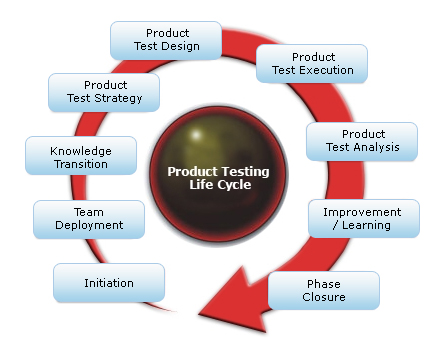 Product
Test Design
Product
Test Execution
Product
Test Strategy
Product
Test Analysis
Knowledge
Transition
Product Testing
Life Cycle
Team
Deployment
Improvement
/ Learning
Initiation
Phase
Closure